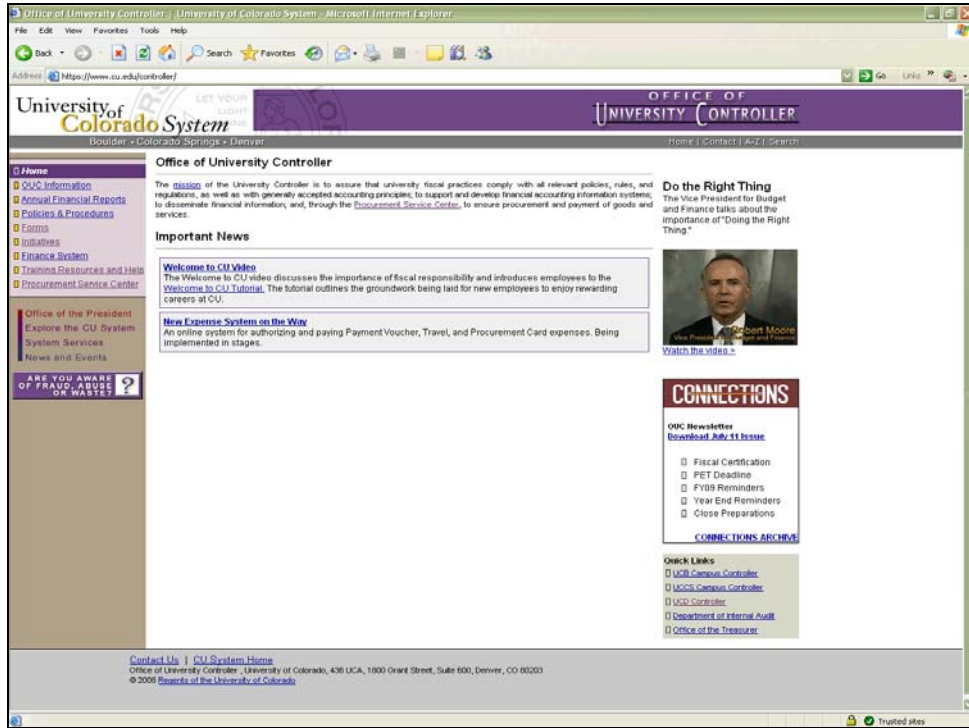 Office of University Controller | University of Colorado System - Microsoft Internet Explorer
File Edit View Favorites Tools Help
Back Search Favorites
Address https://www.cu.edu/controller/ Go Links »
University of Colorado System
LET YOUR
LIGHT
SHINE
OFFICE OF
UNIVERSITY CONTROLLER
Boulder • Colorado Springs • Denver
Home | Contact | A-Z | Search
Home
OUC Information
Annual Financial Reports
Policies & Procedures
Forms
Initiatives
Finance System
Training Resources and Help
Procurement Service Center
Office of the President
Explore the CU System
System Services
News and Events
ARE YOU AWARE
OF FRAUD, ABUSE
OR WASTE?
?
Office of University Controller
The mission of the University Controller is to assure that university fiscal practices comply with all relevant policies, rules, and
regulations, as well as with generally accepted accounting principles; to support and develop financial accounting information systems;
to disseminate financial information; and, through the Procurement Service Center, to ensure procurement and payment of goods and
services.
Important News
Welcome to CU Video
The Welcome to CU video discusses the importance of fiscal responsibility and introduces employees to the
Welcome to CU Tutorial. The tutorial outlines the groundwork being laid for new employees to enjoy rewarding
careers at CU.
New Expense System on the Way
An online system for authorizing and paying Payment Voucher, Travel, and Procurement Card expenses. Being
implemented in stages.
Do the Right Thing
The Vice President for Budget
and Finance talks about the
importance of "Doing the Right
Thing."
Robert Moore
Vice President for Budget and Finance
Watch the video »
CONNECTIONS
OUC Newsletter
Download July 11 Issue
Fiscal Certification
PET Deadline
FY09 Reminders
Year End Reminders
Close Preparations
CONNECTIONS ARCHIVE
Quick Links
UCB Campus Controller
UCCS Campus Controller
UCD Controller
Department of Internal Audit
Office of the Treasurer
Contact Us | CU System Home
Office of University Controller , University of Colorado, 436 UCA, 1800 Grant Street, Suite 600, Denver, CO 80203
© 2008 Regents of the University of Colorado
Trusted sites